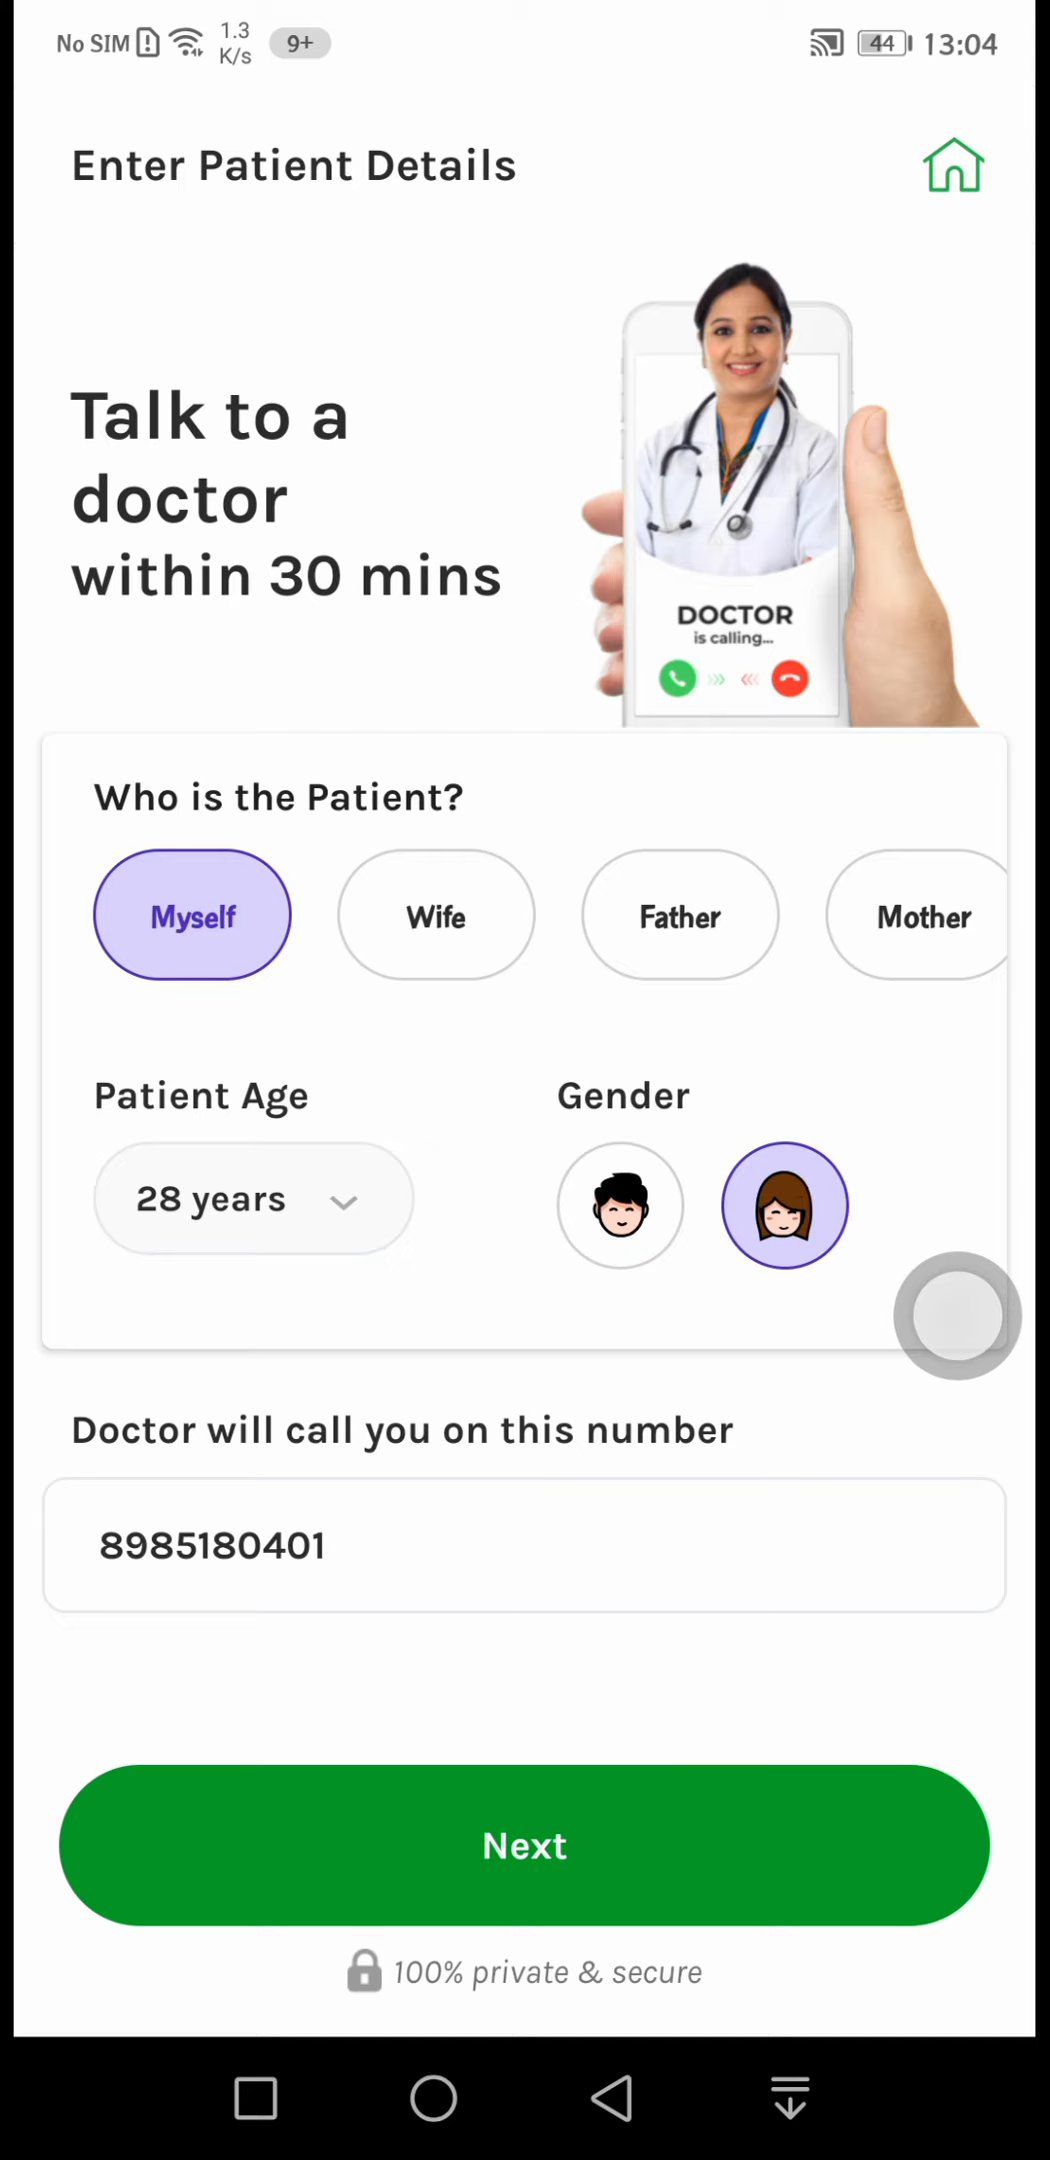 No SIM
1.3
K/s
9+
44
13:04
Enter Patient Details
Talk to a
doctor
within 30 mins
DOCTOR
is calling...
Who is the Patient?
Myself
Wife
Father
Mother
Patient Age
Gender
28 years
Doctor will call you on this number
8985180401
Next
100% private & secure